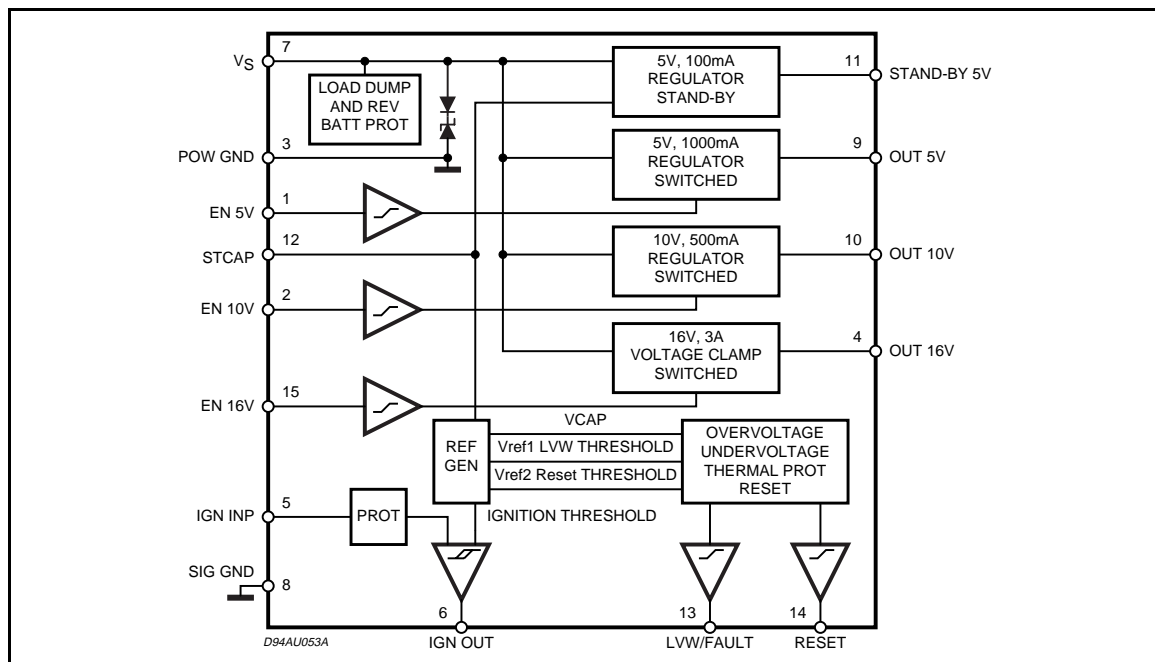 7
VS
LOAD DUMP
AND REV
BATT PROT
5V, 100mA
REGULATOR
STAND-BY
11
STAND-BY 5V
3
POW GND
5V, 1000mA
REGULATOR
SWITCHED
9
OUT 5V
1
EN 5V
12
STCAP
10V, 500mA
REGULATOR
SWITCHED
10
OUT 10V
2
EN 10V
16V, 3A
VOLTAGE CLAMP
SWITCHED
4
OUT 16V
15
EN 16V
REF
GEN
VCAP
Vref1 LVW THRESHOLD
Vref2 Reset THRESHOLD
OVERVOLTAGE
UNDERVOLTAGE
THERMAL PROT
RESET
5
IGN INP
PROT
IGNITION THRESHOLD
SIG GND
8
6
13
14
D94AU053A
IGN OUT
LVW/FAULT
RESET